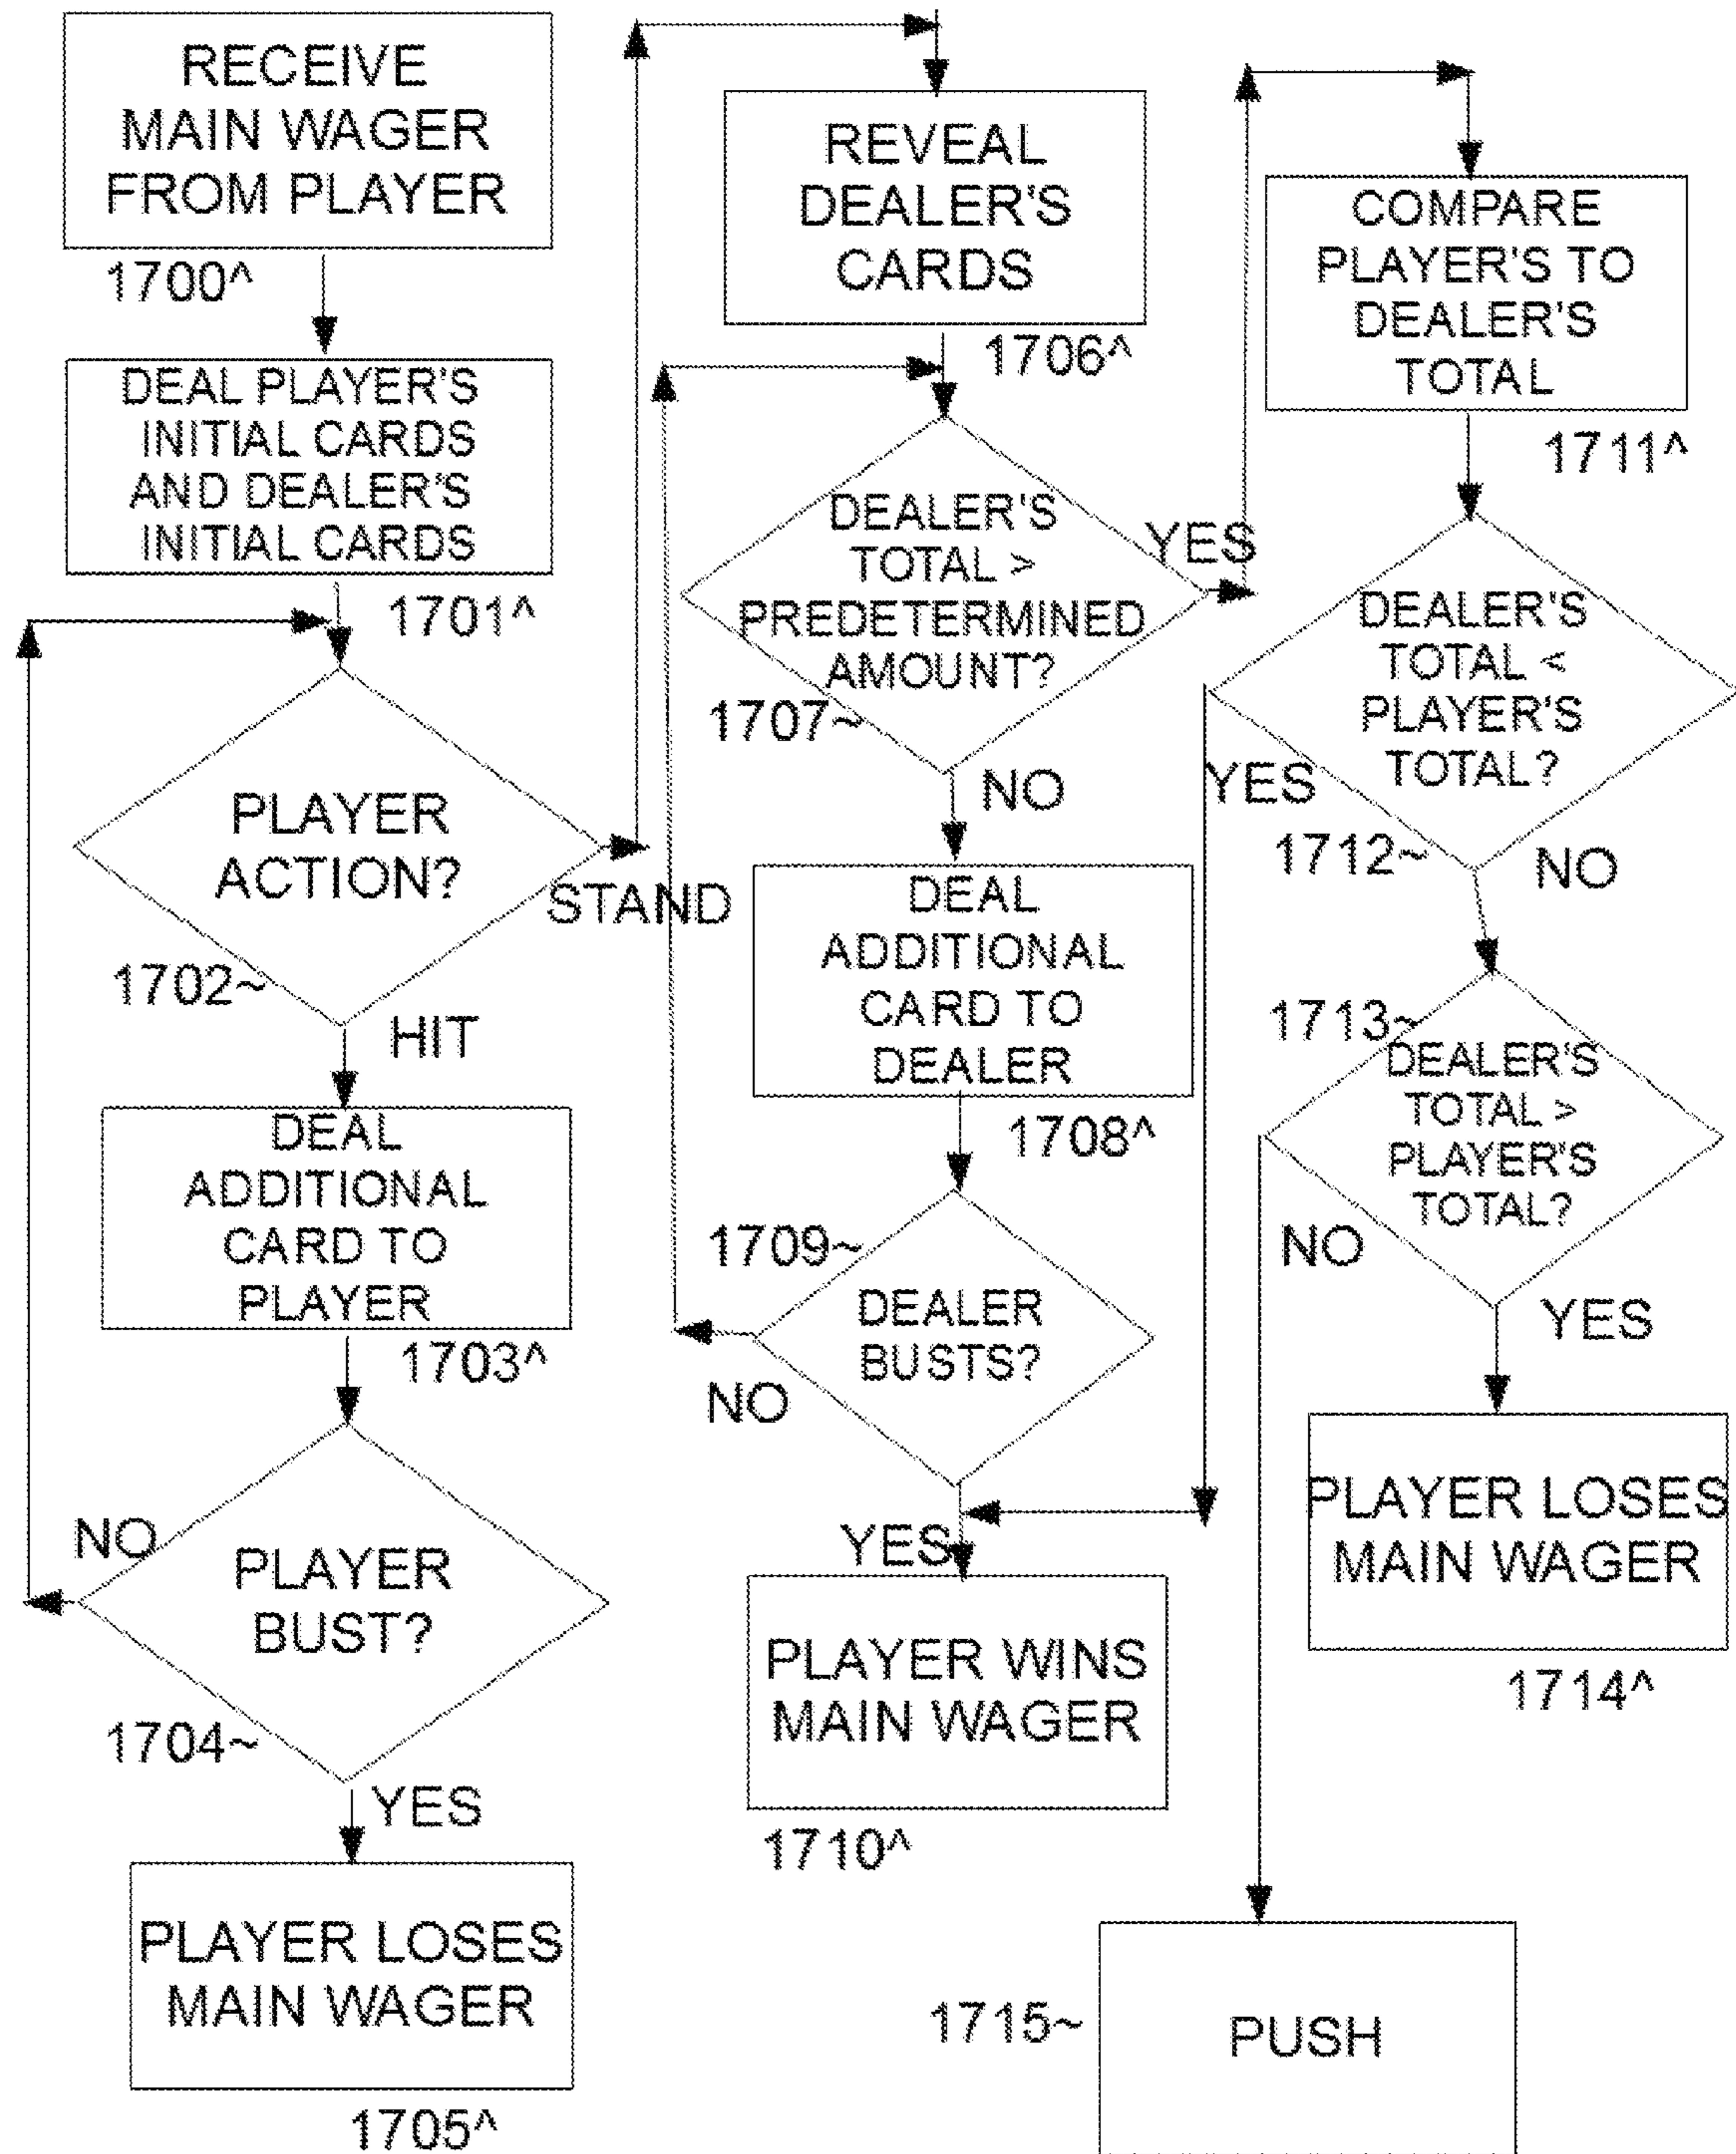 RECEIVE
MAIN WAGER
FROM PLAYER
1700^
DEAL PLAYER'S
INITIAL CARDS
AND DEALER'S
INITIAL CARDS
1701^
PLAYER
ACTION?
STAND
1702~
HIT
DEAL
ADDITIONAL
CARD TO
PLAYER
1703^
NO
PLAYER
BUST?
1704~
YES
PLAYER LOSES
MAIN WAGER
1705^
REVEAL
DEALER'S
CARDS
1706^
DEALER'S
TOTAL >
PREDETERMINED
AMOUNT?
YES
1707~
NO
DEAL
ADDITIONAL
CARD TO
DEALER
1708^
1709~
DEALER
BUSTS?
NO
YES
PLAYER WINS
MAIN WAGER
1710^
COMPARE
PLAYER'S TO
DEALER'S
TOTAL
1711^
DEALER'S
TOTAL <
PLAYER'S
TOTAL?
YES
1712~
NO
1713~
DEALER'S
TOTAL >
PLAYER'S
TOTAL?
NO
YES
PLAYER LOSES
MAIN WAGER
1714^
1715~
PUSH